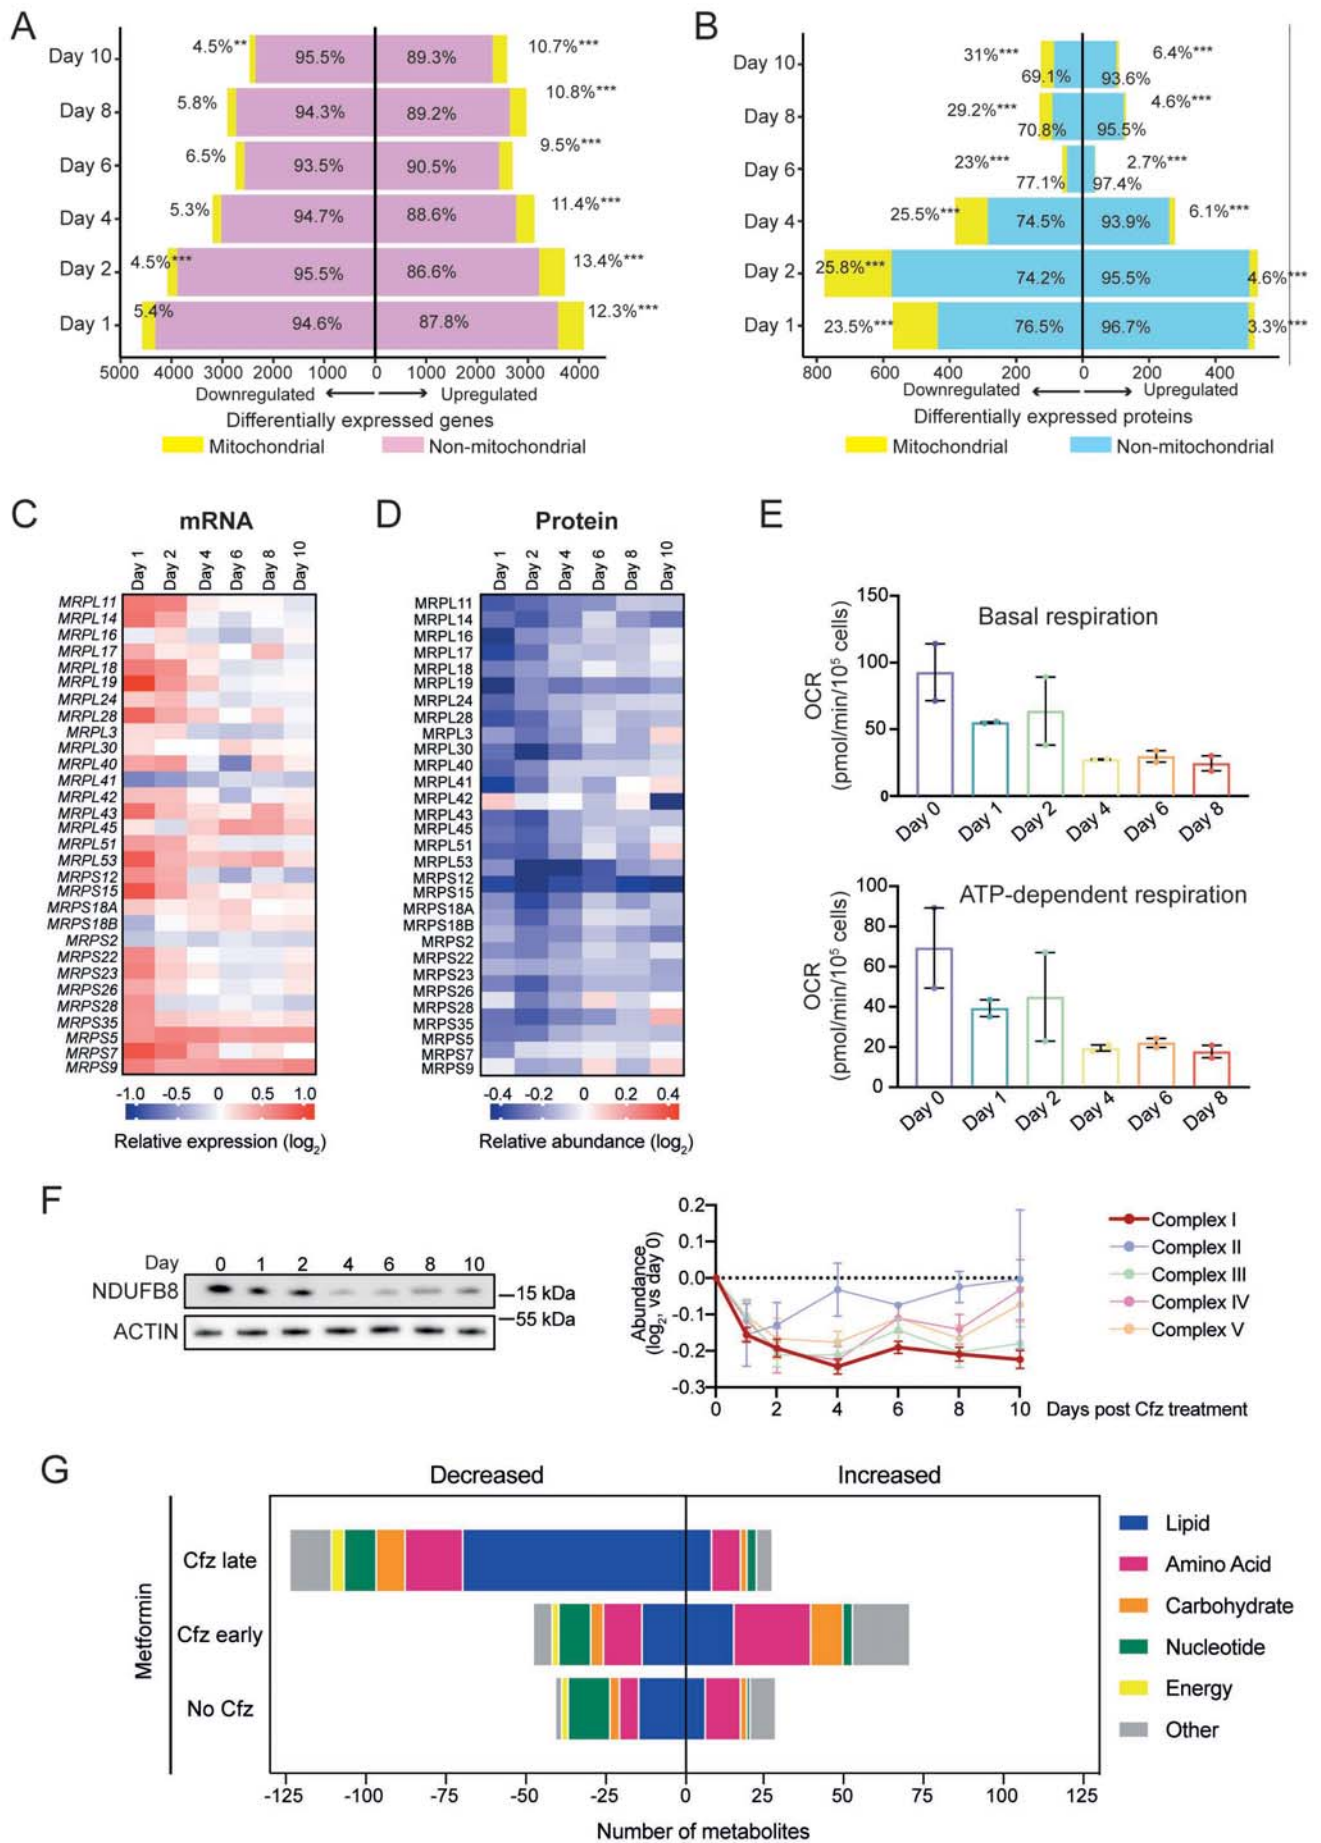 A
Day 10
4.5%**
95.5%
89.3%
10.7%***
Day 8
5.8%
94.3%
89.2%
10.8%***
Day 6
6.5%
93.5%
90.5%
9.5%***
Day 4
5.3%
94.7%
88.6%
11.4%***
Day 2
4.5%***
95.5%
86.6%
13.4%***
Day 1
5.4%
94.6%
87.8%
12.3%***
5000 4000 3000 2000 1000 0 1000 2000 3000 4000
Downregulated Upregulated
Differentially expressed genes
Mitochondrial Non-mitochondrial
B
Day 10
31%***
69.1%
93.6%
6.4%***
Day 8
29.2%***
70.8%
95.5%
4.6%***
Day 6
23%***
77.1%
97.4%
2.7%***
Day 4
25.5%***
74.5%
93.9%
6.1%***
Day 2
25.8%***
74.2%
95.5%
4.6%***
Day 1
23.5%***
76.5%
96.7%
3.3%***
800 600 400 200 0 200 400
Downregulated Upregulated
Differentially expressed proteins
Mitochondrial Non-mitochondrial
C
mRNA
Day 1 Day 2 Day 4 Day 6 Day 8 Day 10
MRPL11
MRPL14
MRPL16
MRPL17
MRPL18
MRPL19
MRPL24
MRPL28
MRPL3
MRPL30
MRPL40
MRPL41
MRPL42
MRPL43
MRPL45
MRPL51
MRPL53
MRPS12
MRPS15
MRPS18A
MRPS18B
MRPS2
MRPS22
MRPS23
MRPS26
MRPS28
MRPS35
MRPS5
MRPS7
MRPS9
-1.0 -0.5 0 0.5 1.0
Relative expression (log2)
D
Protein
Day 1 Day 2 Day 4 Day 6 Day 8 Day 10
MRPL11
MRPL14
MRPL16
MRPL17
MRPL18
MRPL19
MRPL24
MRPL28
MRPL3
MRPL30
MRPL40
MRPL41
MRPL42
MRPL43
MRPL45
MRPL51
MRPL53
MRPS12
MRPS15
MRPS18A
MRPS18B
MRPS2
MRPS22
MRPS23
MRPS26
MRPS28
MRPS35
MRPS5
MRPS7
MRPS9
-0.4 -0.2 0 0.2 0.4
Relative abundance (log2)
E
Basal respiration
OCR
(pmol/min/10⁵ cells)
150
100
50
0
Day 0 Day 1 Day 2 Day 4 Day 6 Day 8
ATP-dependent respiration
OCR
(pmol/min/10⁵ cells)
100
80
60
40
20
0
Day 0 Day 1 Day 2 Day 4 Day 6 Day 8
F
Day 0 1 2 4 6 8 10
NDUFB8
15 kDa
55 kDa
ACTIN
Abundance
(log2, vs day 0)
0.2
0.1
0.0
-0.1
-0.2
-0.3
0 2 4 6 8 10 Days post Cfz treatment
Complex I
Complex II
Complex III
Complex IV
Complex V
G
Decreased Increased
Metformin
Cfz late
Cfz early
No Cfz
-125 -100 -75 -50 -25 0 25 50 75 100 125
Number of metabolites
Lipid
Amino Acid
Carbohydrate
Nucleotide
Energy
Other